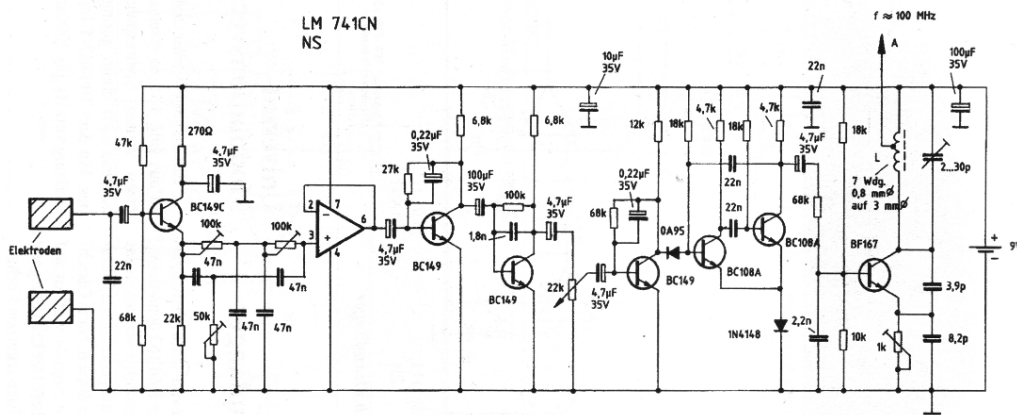 LM 741CN
NS
f ≈ 100 MHz
A
10µF
35V
22n
100µF
35V
47k
270Ω
4,7µF
35V
4,7µF
35V
BC149C
Elektroden
22n
68k
22k
100k
47n
100k
47n
50k
47n
47n
2
7
6
3
4
4,7µF
35V
27k
0,22µF
35V
6,8k
BC149
100µF
35V
100k
1,8n
6,8k
4,7µF
35V
BC149
22k
4,7µF
35V
68k
0,22µF
35V
12k
BC149
0A95
18k
4,7k
18k
4,7k
22n
22n
BC108A
BC108A
1N4148
4,7µF
35V
68k
2,2n
18k
10k
BF167
L
7 Wdg.
0,8 mm∅
auf 3 mm∅
2...30p
3,9p
8,2p
1k
9V